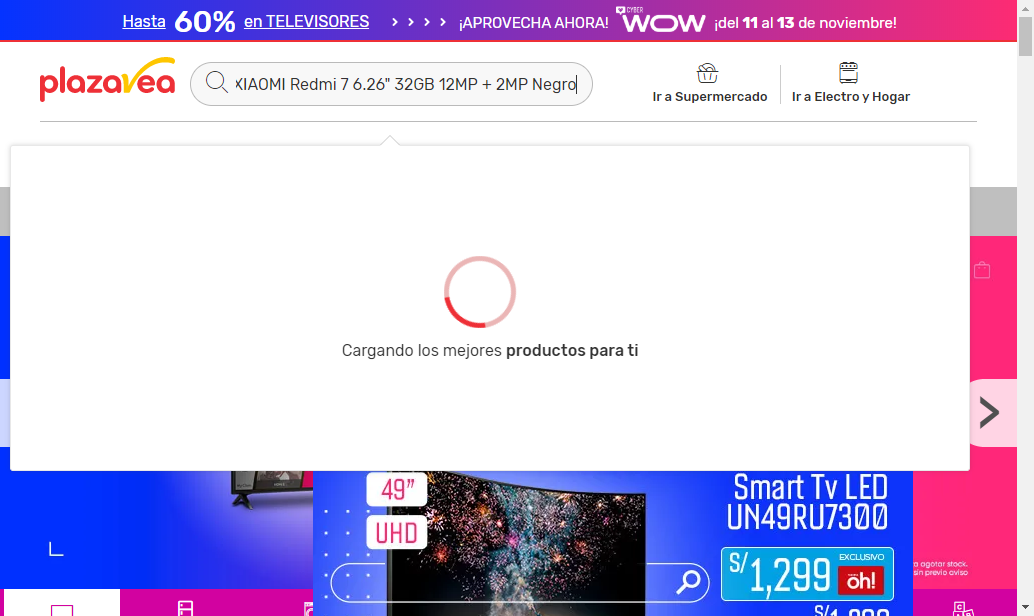 Hasta 60% en TELEVISORES › › › › ¡APROVECHA AHORA! CYBER WOW ¡del 11 al 13 de noviembre!
plazavea
XIAOMI Redmi 7 6.26" 32GB 12MP + 2MP Negro
Ir a Supermercado
Ir a Electro y Hogar
Cargando los mejores productos para ti
49”
UHD
Smart Tv LED
UN49RU7300
S/ 1,299
EXCLUSIVO
oh!
a agotar stock.
sin previo aviso
S/